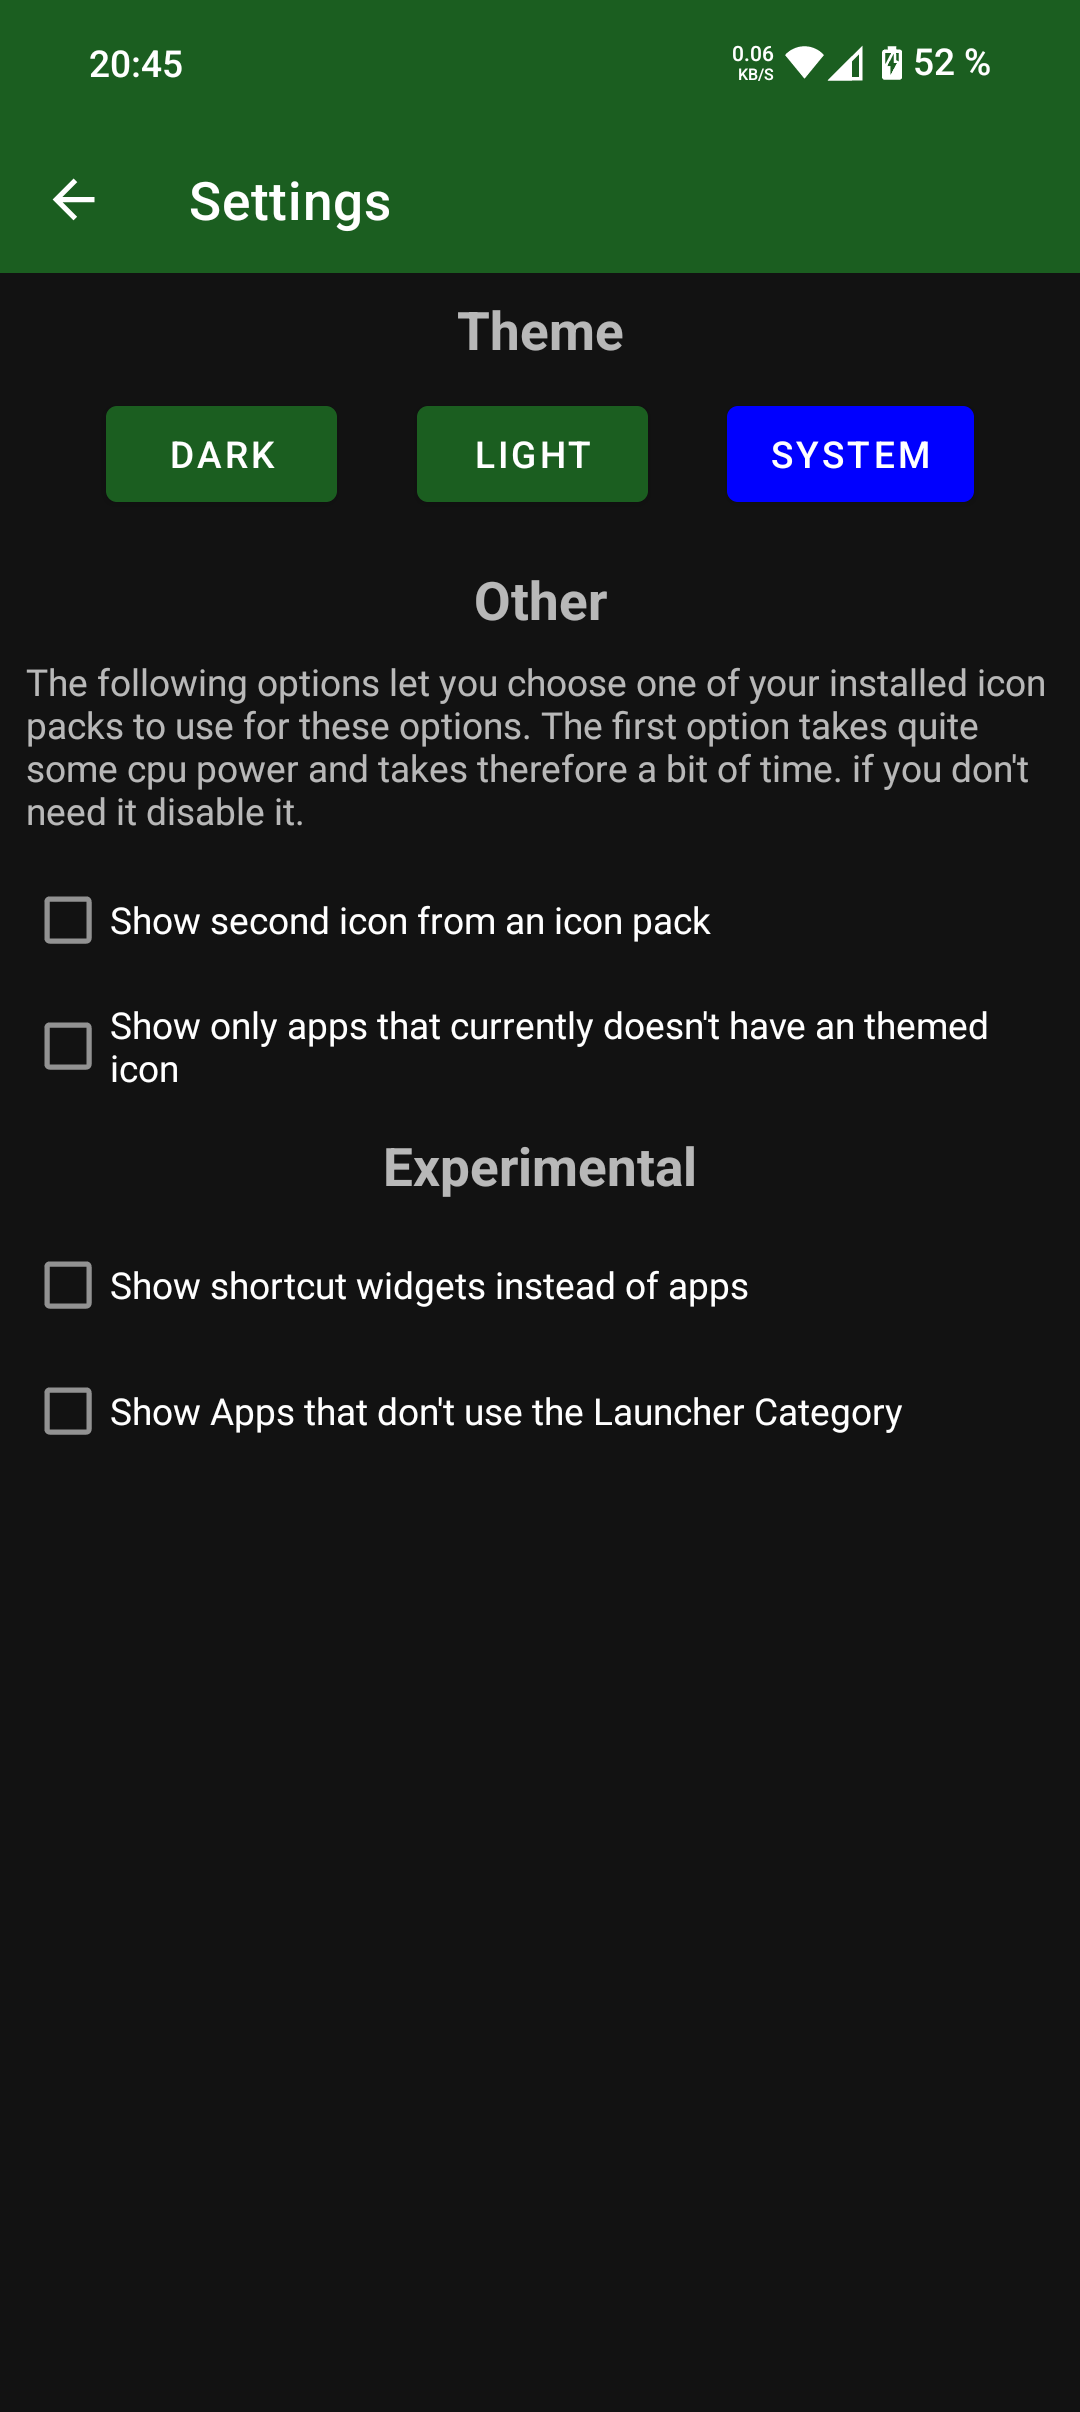 20:45
0.06
KB/S
52 %
Settings
Theme
DARK
LIGHT
SYSTEM
Other
The following options let you choose one of your installed icon
packs to use for these options. The first option takes quite
some cpu power and takes therefore a bit of time. if you don't
need it disable it.
Show second icon from an icon pack
Show only apps that currently doesn't have an themed
icon
Experimental
Show shortcut widgets instead of apps
Show Apps that don't use the Launcher Category